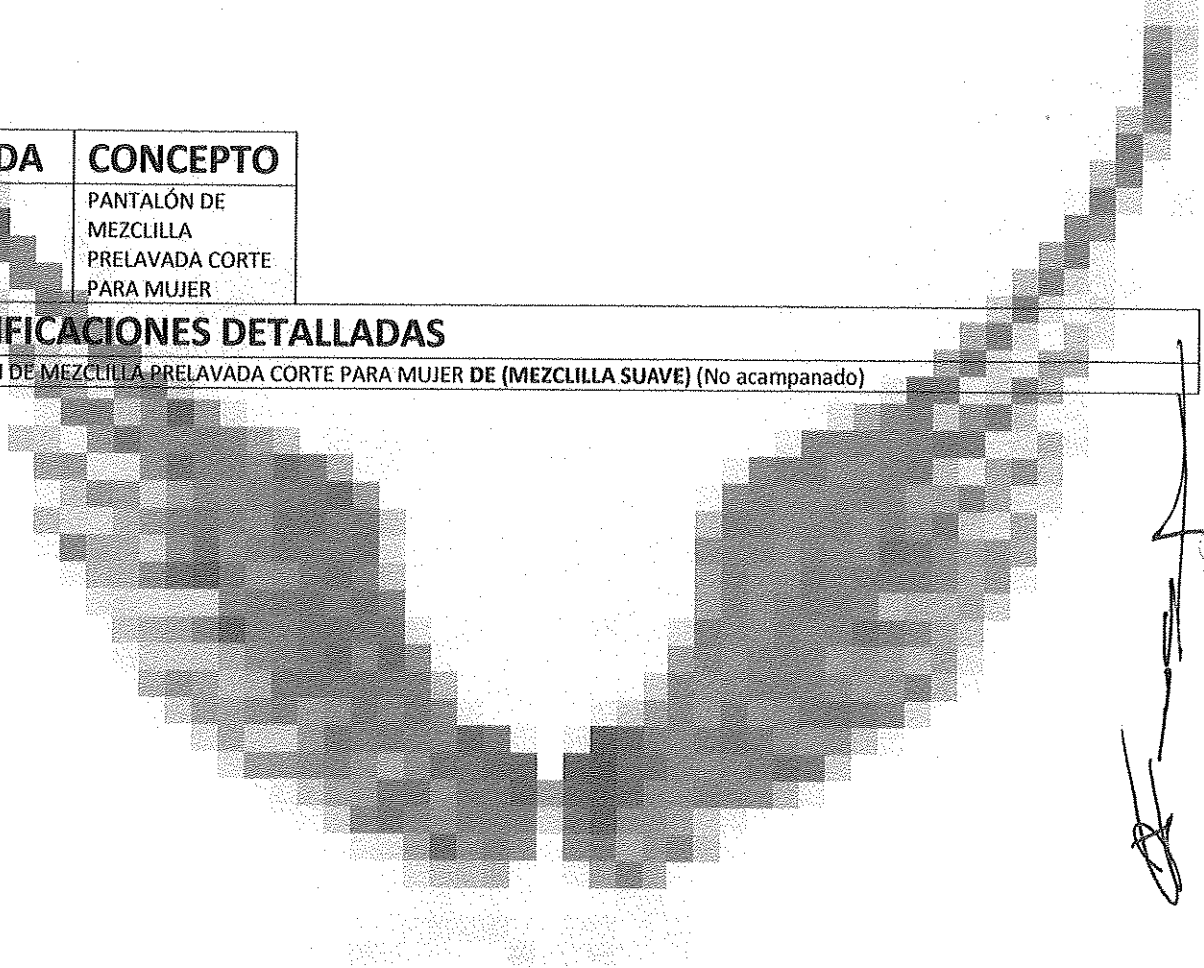 DA CONCEPTO
PANTALÓN DE
MEZCLILLA
PRELAVADA CORTE
PARA MUJER
IFICACIONES DETALLADAS
N DE MEZCLILLA PRELAVADA CORTE PARA MUJER DE (MEZCLILLA SUAVE) (No acampanado)